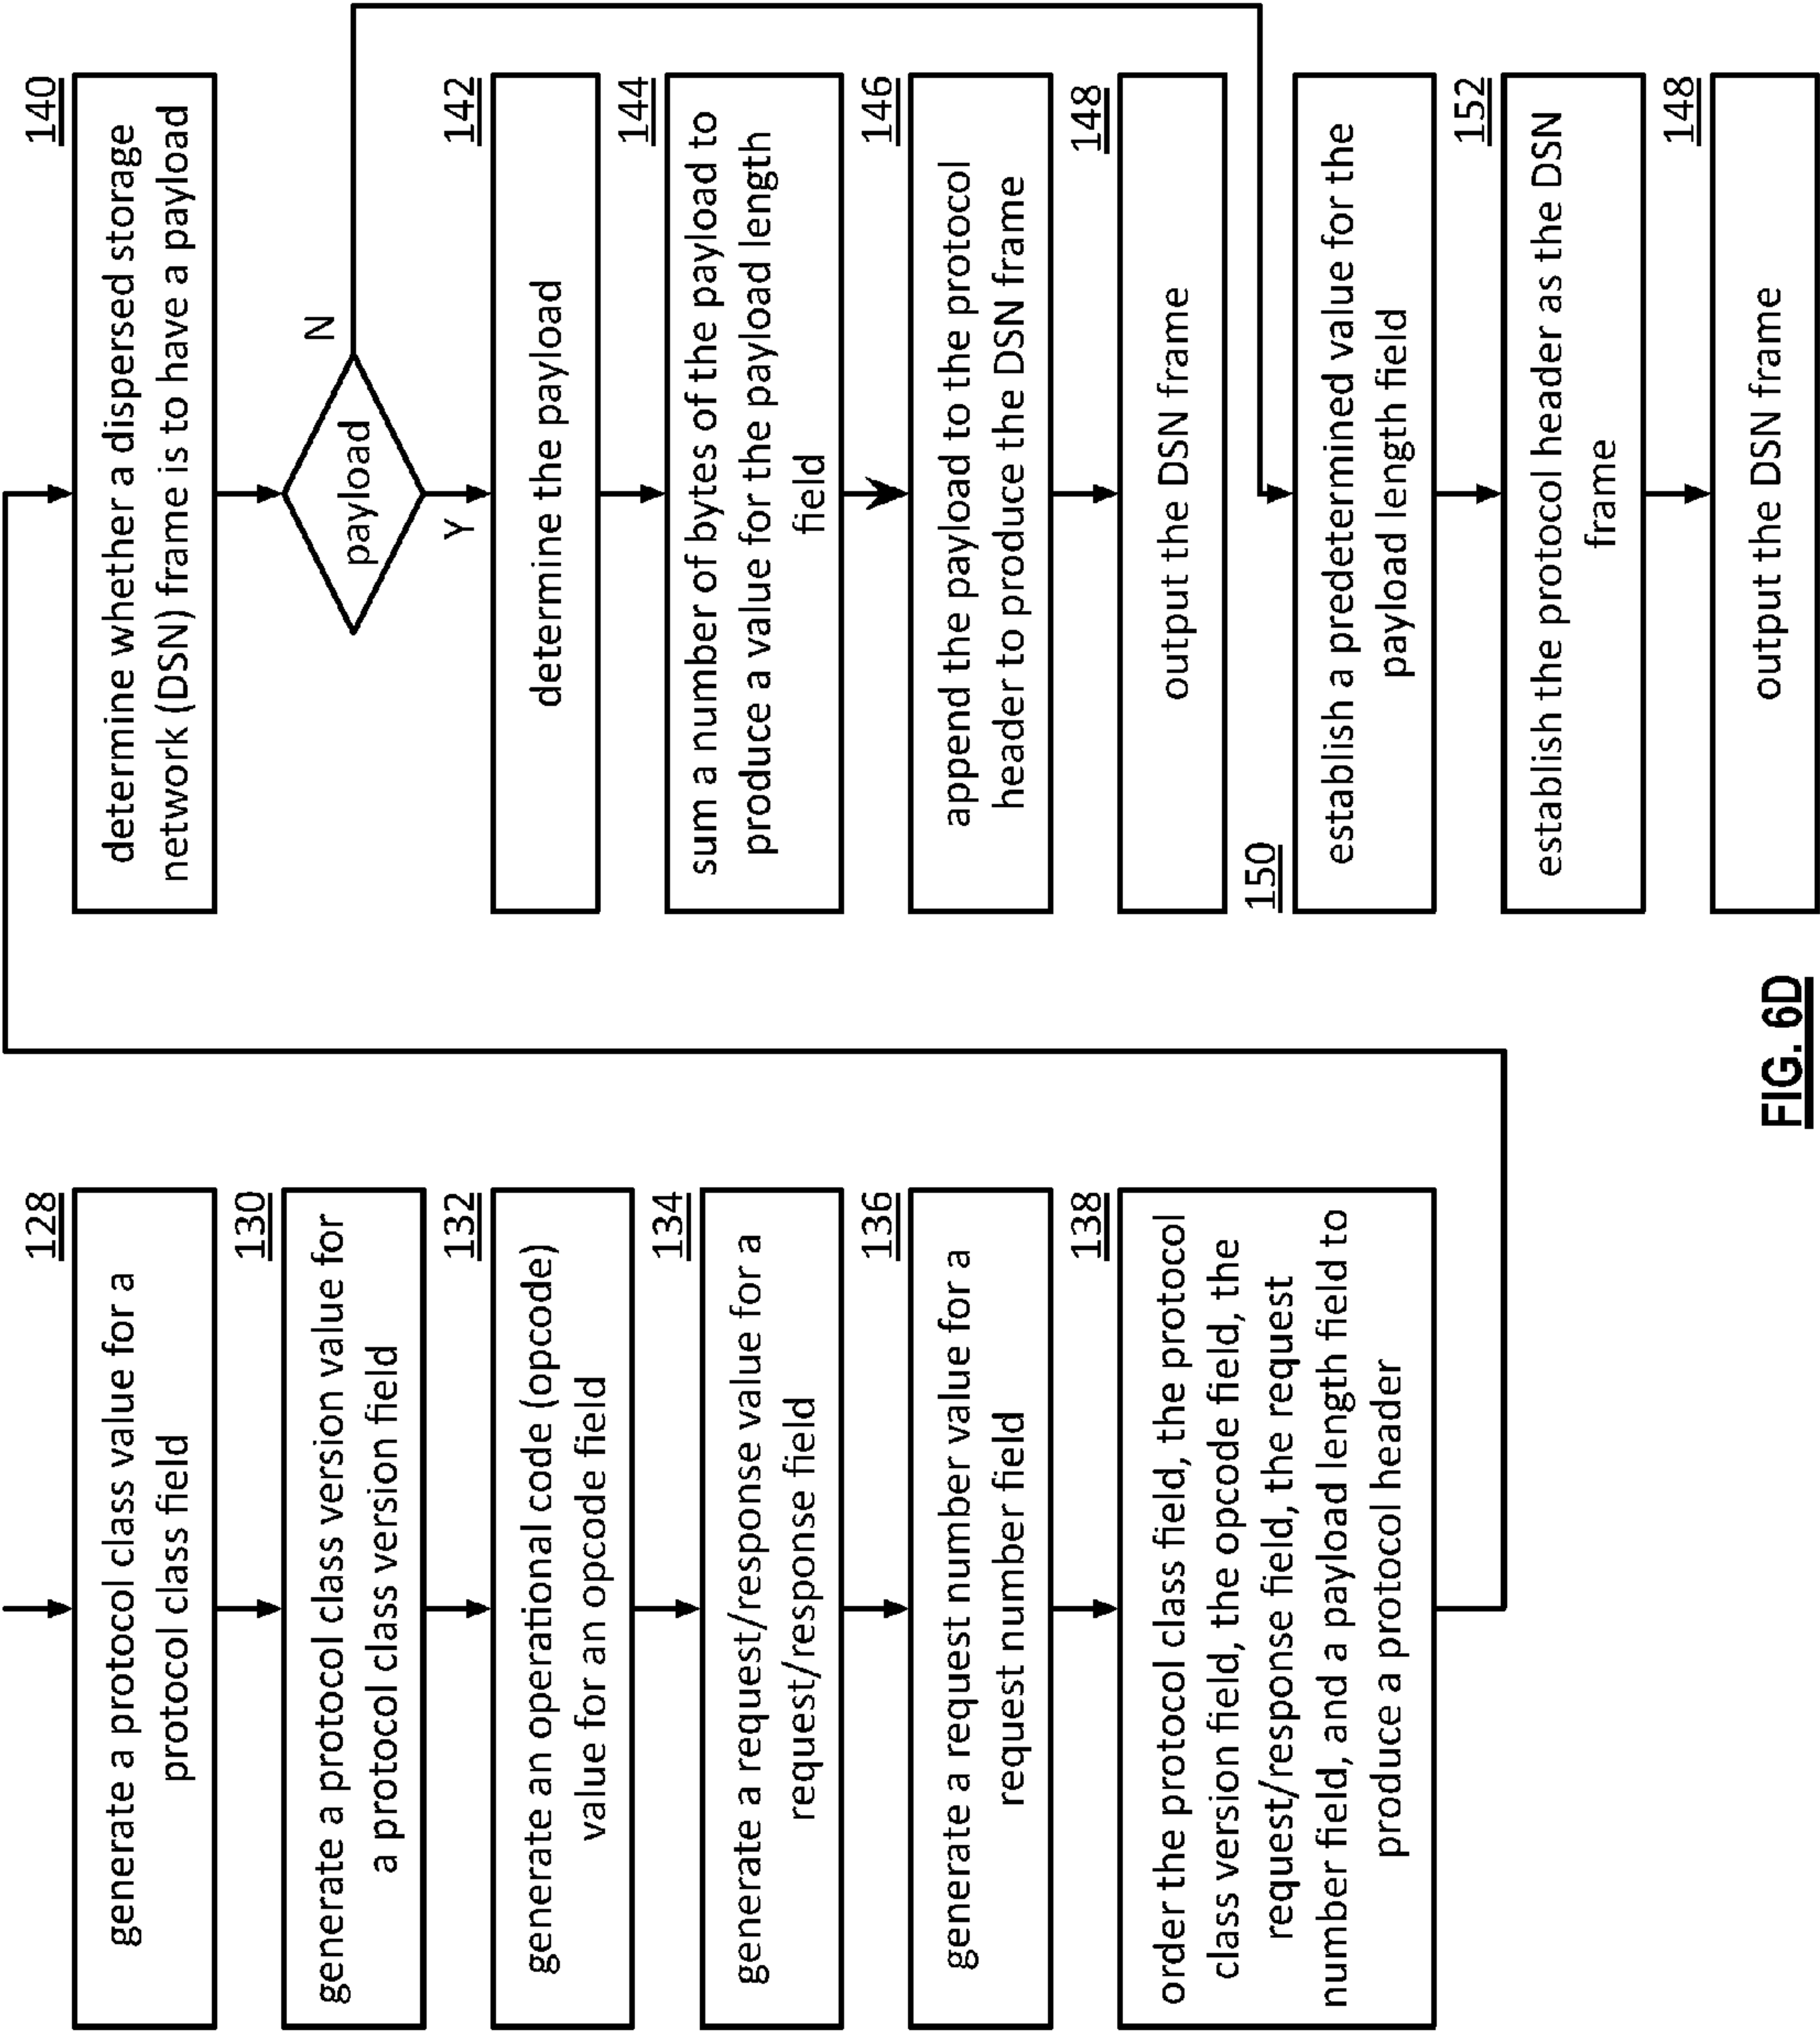 128
generate a protocol class value for a
protocol class field
130
generate a protocol class version value for
a protocol class version field
132
generate an operational code (opcode)
value for an opcode field
134
generate a request/response value for a
request/response field
136
generate a request number value for a
request number field
138
order the protocol class field, the protocol
class version field, the opcode field, the
request/response field, the request
number field, and a payload length field to
produce a protocol header
140
determine whether a dispersed storage
network (DSN) frame is to have a payload
payload
N
Y
142
determine the payload
144
sum a number of bytes of the payload to
produce a value for the payload length
field
146
append the payload to the protocol
header to produce the DSN frame
148
output the DSN frame
150
establish a predetermined value for the
payload length field
152
establish the protocol header as the DSN
frame
148
output the DSN frame
FIG. 6D